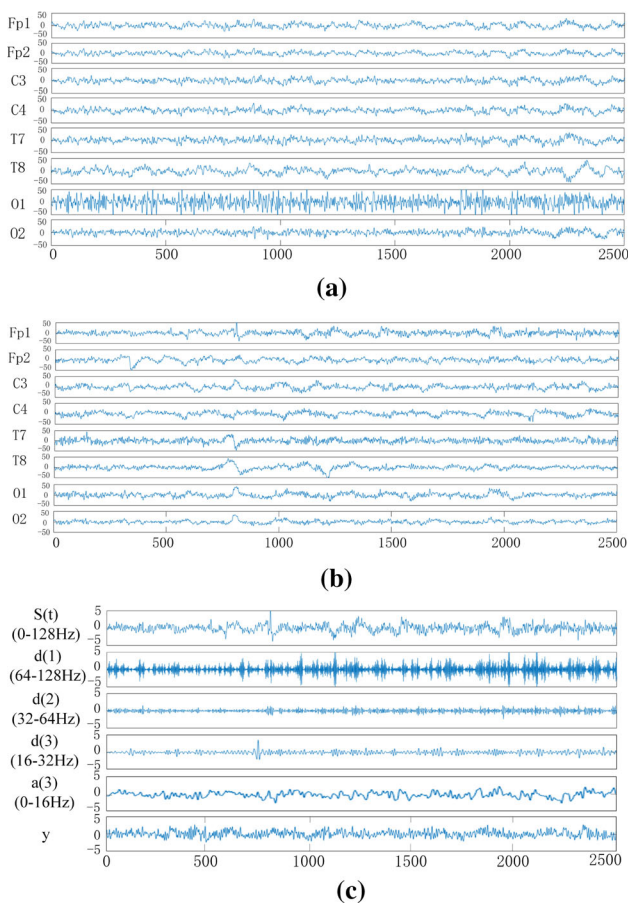 Fp1 50 0 -50
Fp2 50 0 -50
C3 50 0 -50
C4 50 0 -50
T7 50 0 -50
T8 50 0 -50
O1 50 0 -50
O2 50 0 -50
0 500 1000 1500 2000 2500
(a)
Fp1 50 0 -50
Fp2 50 0 -50
C3 50 0 -50
C4 50 0 -50
T7 50 0 -50
T8 50 0 -50
O1 50 0 -50
O2 50 0 -50
0 500 1000 1500 2000 2500
(b)
S(t) 5
(0-128Hz) 0 -5
d(1) 5
(64-128Hz) 0 -5
d(2) 5
(32-64Hz) 0 -5
d(3) 5
(16-32Hz) 0 -5
a(3) 5
(0-16Hz) 0 -5
y 5 0 -5
0 500 1000 1500 2000 2500
(c)